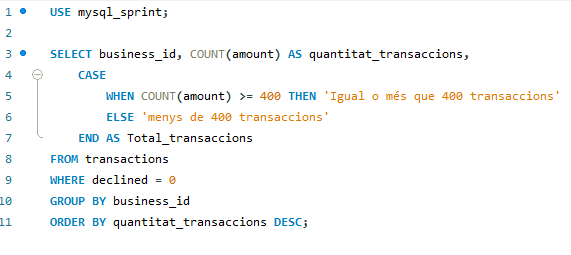 1 USE mysql_sprint;
2
3 SELECT business_id, COUNT(amount) AS quantitat_transaccions,
4 CASE
5 WHEN COUNT(amount) >= 400 THEN 'Igual o més que 400 transaccions'
6 ELSE 'menys de 400 transaccions'
7 END AS Total_transaccions
8 FROM transactions
9 WHERE declined = 0
10 GROUP BY business_id
11 ORDER BY quantitat_transaccions DESC;